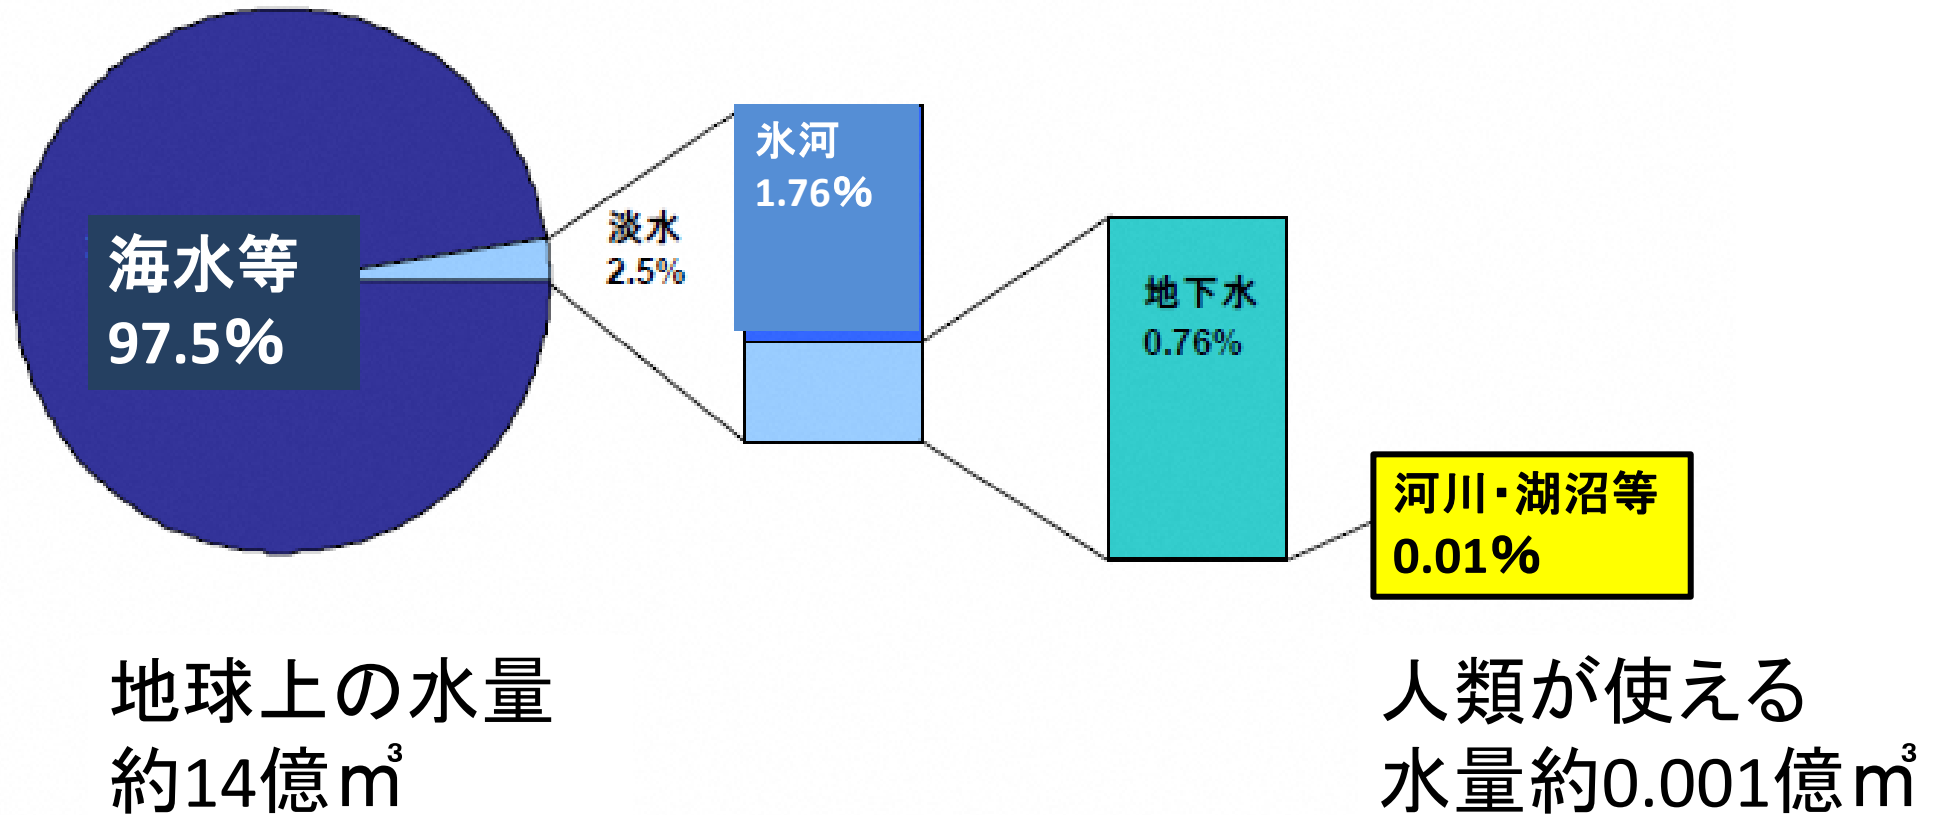 海水等
97.5%
淡水
2.5%
氷河
1.76%
地下水
0.76%
河川・湖沼等
0.01%
地球上の水量
約14億㎥
人類が使える
水量約0.001億㎥